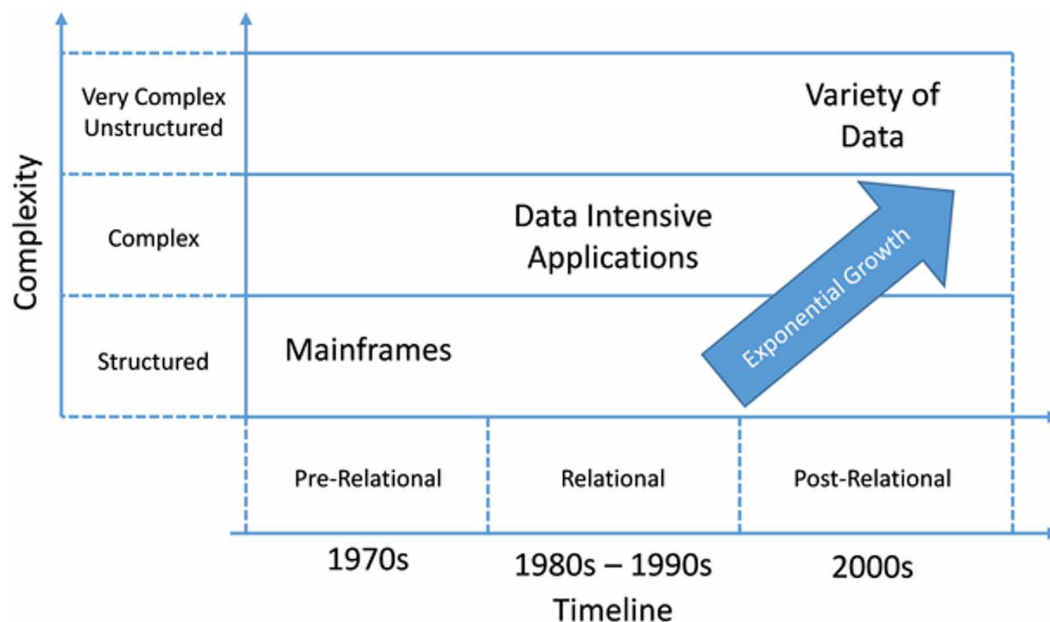 Complexity
Very Complex
Unstructured
Complex
Structured
Variety of
Data
Data Intensive
Applications
Mainframes
Exponential Growth
Pre-Relational
Relational
Post-Relational
1970s
1980s – 1990s
2000s
Timeline